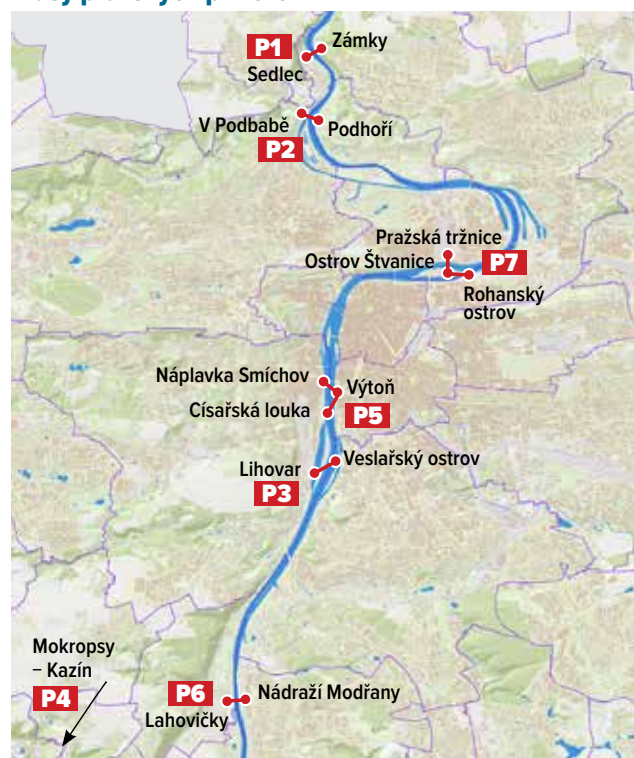 P1
Zámky
Sedlec
V Podbabě
Podhoří
P2
Pražská tržnice
Ostrov Štvanice
P7
Rohanský
ostrov
Náplavka Smíchov
Výtoň
Císařská louka
P5
Veslařský ostrov
Lihovar
P3
Mokropsy
– Kazín
P4
P6
Nádraží Modřany
Lahovičky